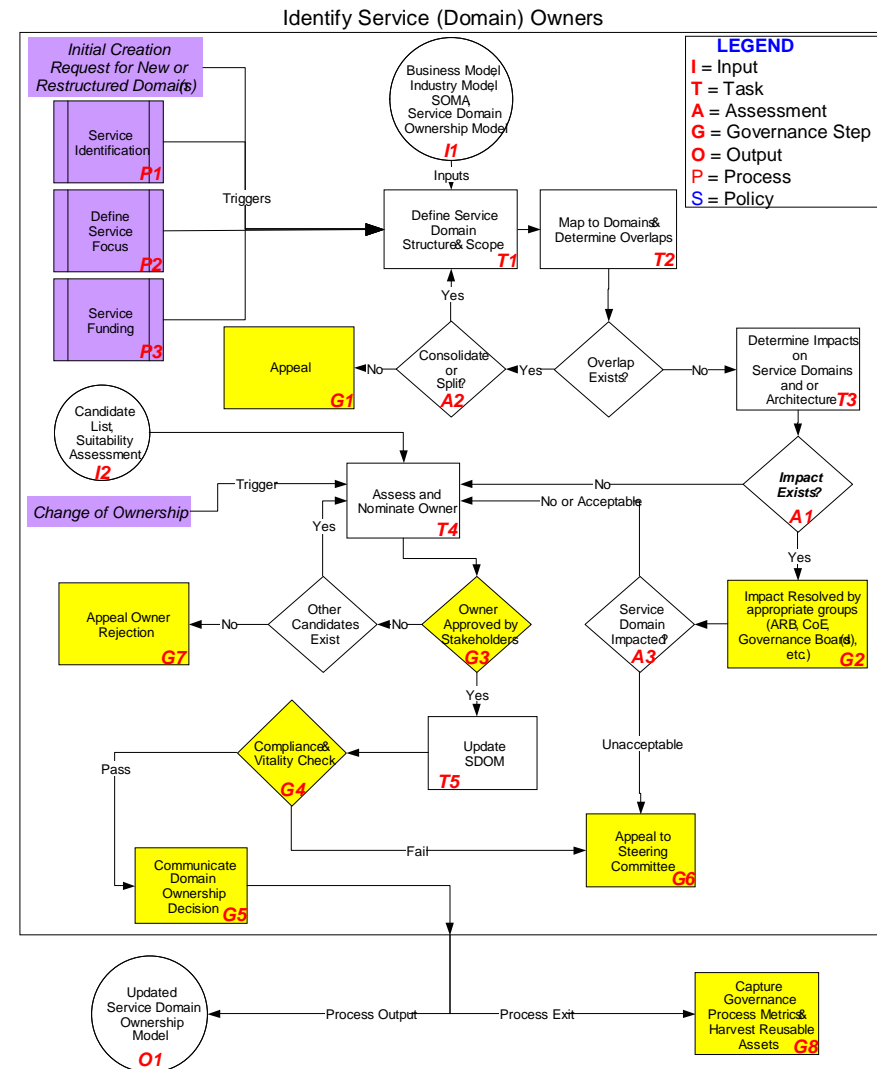 Identify Service (Domain) Owners
Initial Creation
Request for New or
Restructured Domain(s)
Service
Identification
P1
Define
Service
Focus
P2
Service
Funding
P3
Triggers
Business Model,
Industry Model,
SOMA,
Service Domain
Ownership Model
I1
Inputs
LEGEND
I = Input
T = Task
A = Assessment
G = Governance Step
O = Output
P = Process
S = Policy
Define Service
Domain
Structure & Scope
T1
Map to Domains &
Determine Overlaps
T2
Yes
Appeal
G1
No
Consolidate
or
Split?
A2
Yes
Overlap
Exists?
No
Determine Impacts
on
Service Domains
and or
Architecture
T3
Candidate
List,
Suitability
Assessment
I2
Change of Ownership
Trigger
Assess and
Nominate Owner
T4
No
No or Acceptable
Impact
Exists?
A1
Yes
Yes
Appeal Owner
Rejection
G7
No
Other
Candidates
Exist
No
Owner
Approved by
Stakeholders
G3
Service
Domain
Impacted?
A3
Impact Resolved by
appropriate groups
(ARB, CoE,
Governance Board(s),
etc.)
G2
Yes
Unacceptable
Compliance &
Vitality Check
G4
Update
SDOM
T5
Pass
Fail
Appeal to
Steering
Committee
G6
Communicate
Domain
Ownership
Decision
G5
Updated
Service Domain
Ownership
Model
O1
Process Output
Process Exit
Capture
Governance
Process Metrics &
Harvest Reusable
Assets
G8